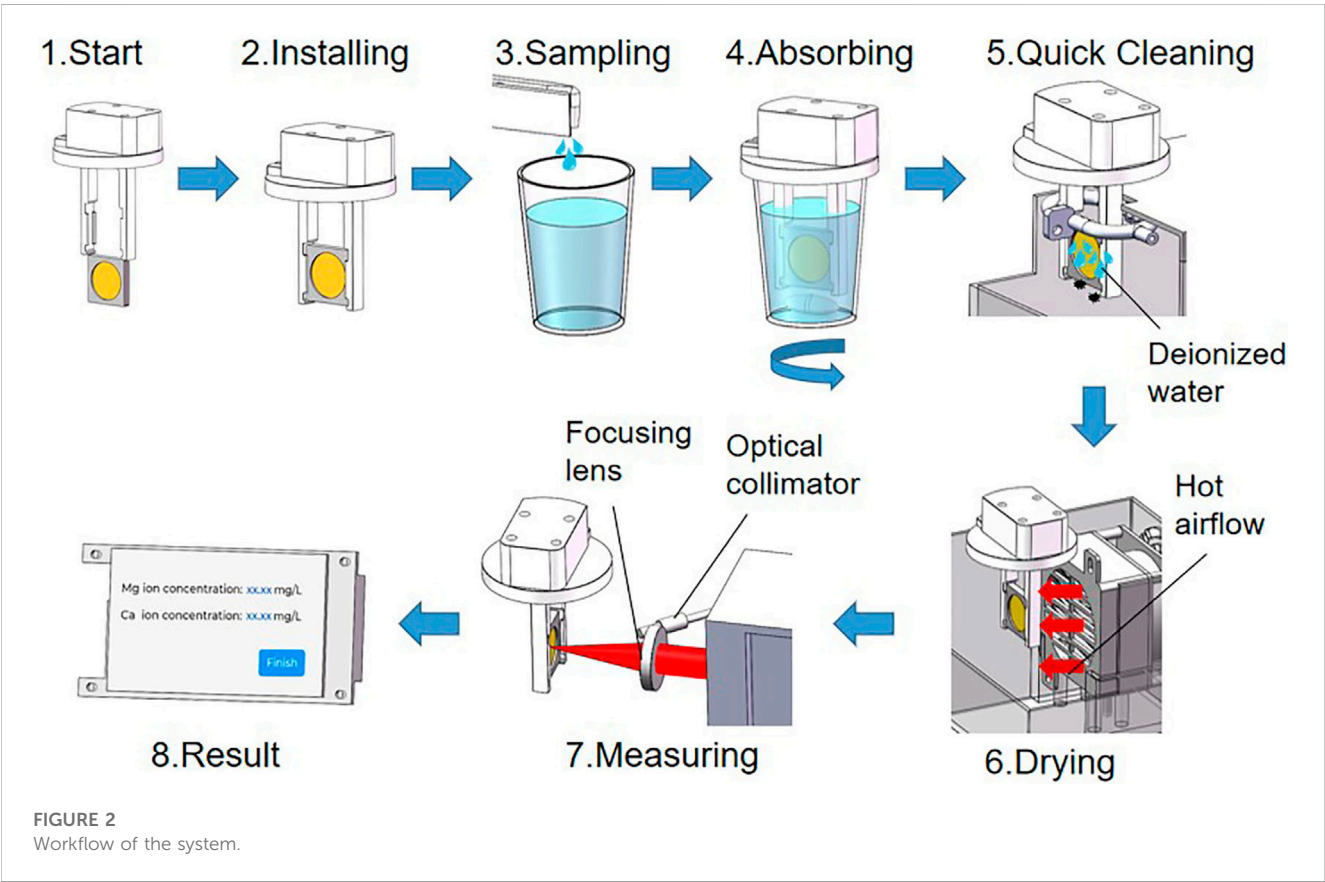 1.Start
2.Installing
3.Sampling
4.Absorbing
5.Quick Cleaning
Deionized
water
Hot
airflow
6.Drying
Focusing
lens
Optical
collimator
7.Measuring
Mg ion concentration: xx.xx mg/L
Ca ion concentration: xx.xx mg/L
Finish
8.Result
FIGURE 2
Workflow of the system.